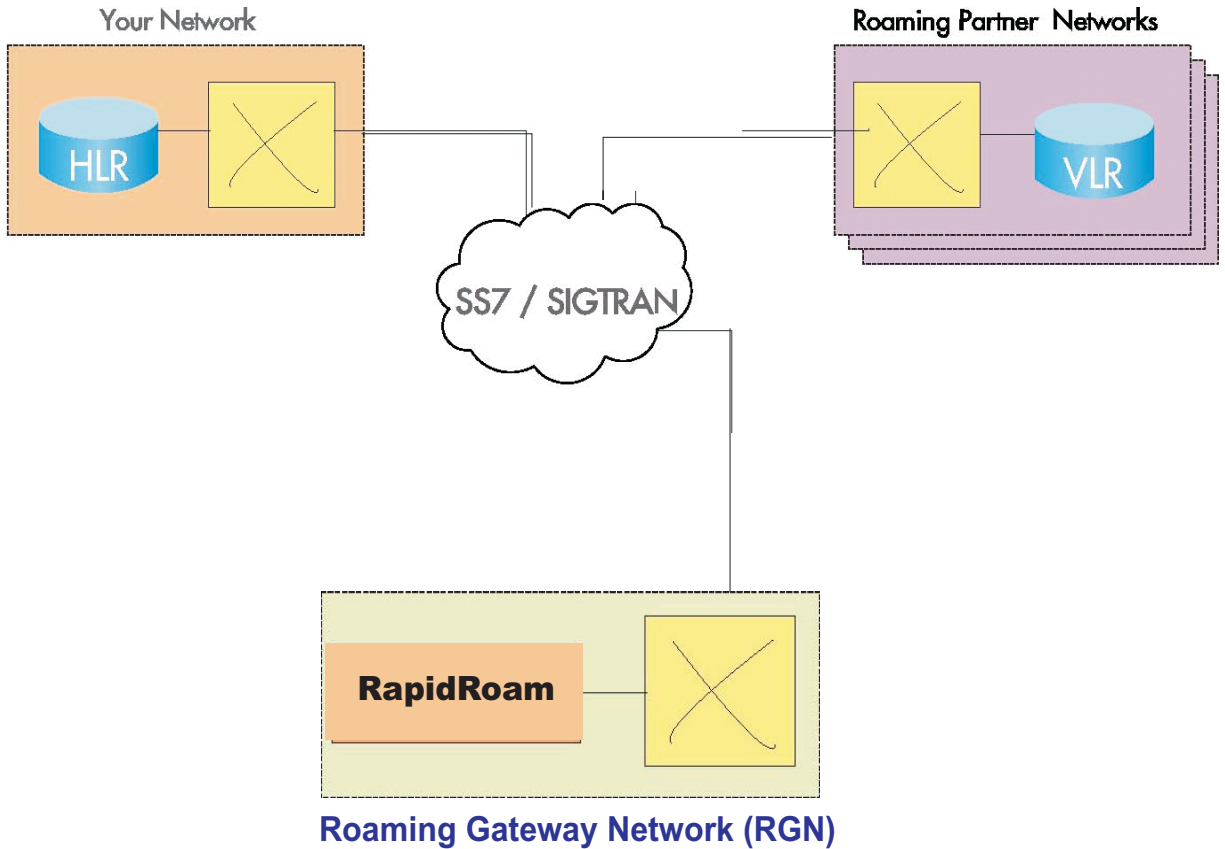 Your Network
Roaming Partner Networks
HLR
VLR
SS7 / SIGTRAN
RapidRoam
Roaming Gateway Network (RGN)